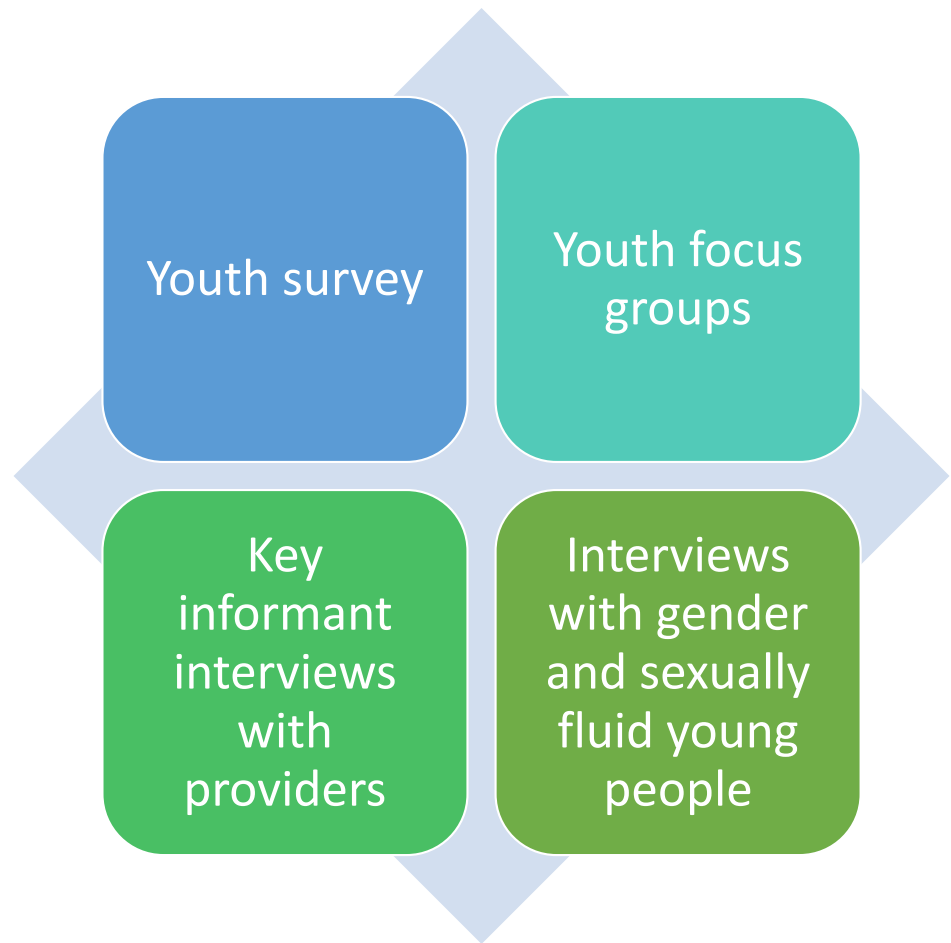 Youth survey
Youth focus
groups
Key
informant
interviews
with
providers
Interviews
with gender
and sexually
fluid young
people